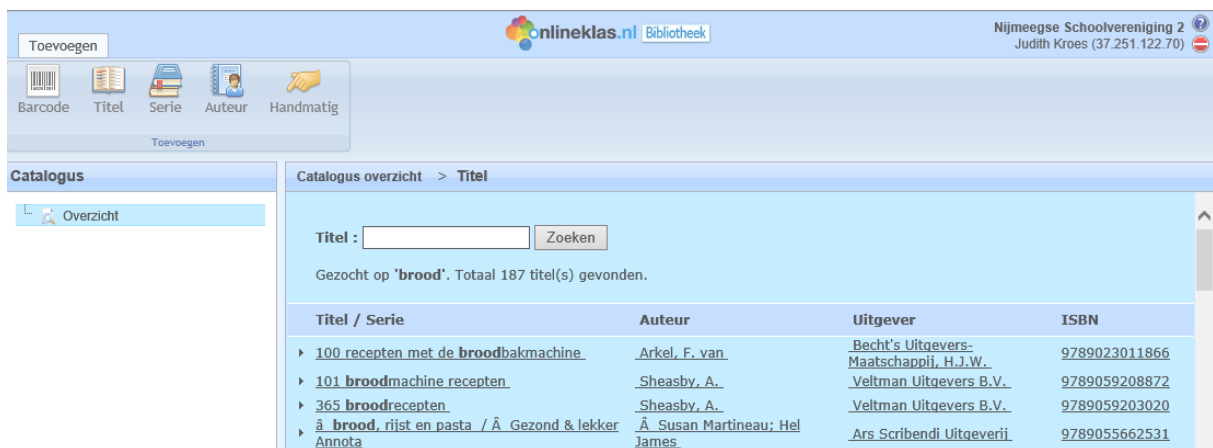 Toevoegen
onlineklas.nl Bibliotheek
Nijmeegse Schoolvereniging 2
Judith Kroes (37.251.122.70)
Barcode Titel Serie Auteur Handmatig
Toevoegen
Catalogus
Overzicht
Catalogus overzicht > Titel
Titel : Zoeken
Gezocht op 'brood'. Totaal 187 titel(s) gevonden.
Titel / Serie Auteur Uitgever ISBN
100 recepten met de broodbakmachine Arkel, F. van Becht's Uitgevers-
Maatschappij, H.J.W. 9789023011866
101 broodmachine recepten Sheasby, A. Veltman Uitgevers B.V. 9789059208872
365 broodrecepten Sheasby, A. Veltman Uitgevers B.V. 9789059203020
â brood, rijst en pasta / Â Gezond & lekker Â Susan Martineau; Hel Ars Scribendi Uitgeverij 9789055662531
Annota James